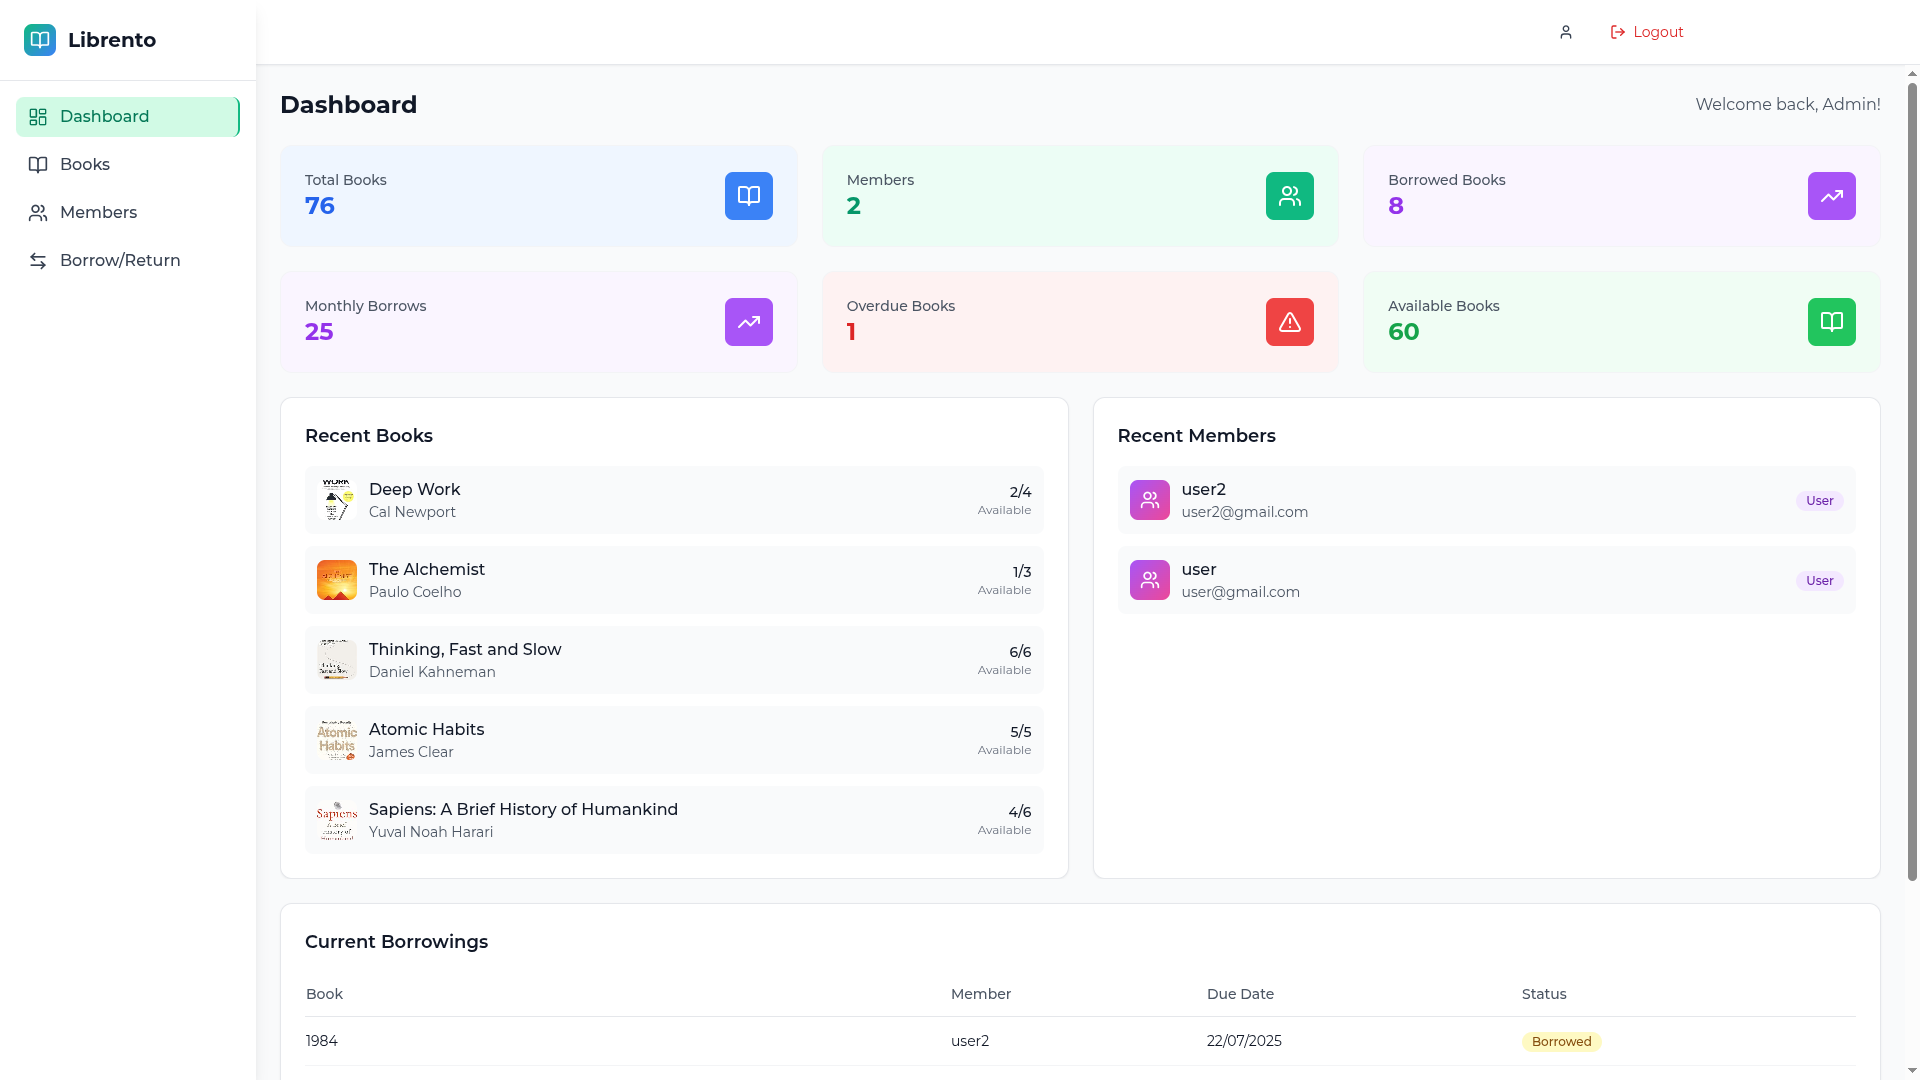 Librento
Logout
Dashboard
Books
Members
Borrow/Return
Dashboard
Welcome back, Admin!
Total Books
76
Members
2
Borrowed Books
8
Monthly Borrows
25
Overdue Books
1
Available Books
60
Recent Books
Deep Work
Cal Newport
2/4
Available
The Alchemist
Paulo Coelho
1/3
Available
Thinking, Fast and Slow
Daniel Kahneman
6/6
Available
Atomic
Habits
Atomic Habits
James Clear
5/5
Available
Sapiens
Sapiens: A Brief History of Humankind
Yuval Noah Harari
4/6
Available
Recent Members
user2
user2@gmail.com
User
user
user@gmail.com
User
Current Borrowings
Book Member Due Date Status
1984 user2 22/07/2025 Borrowed